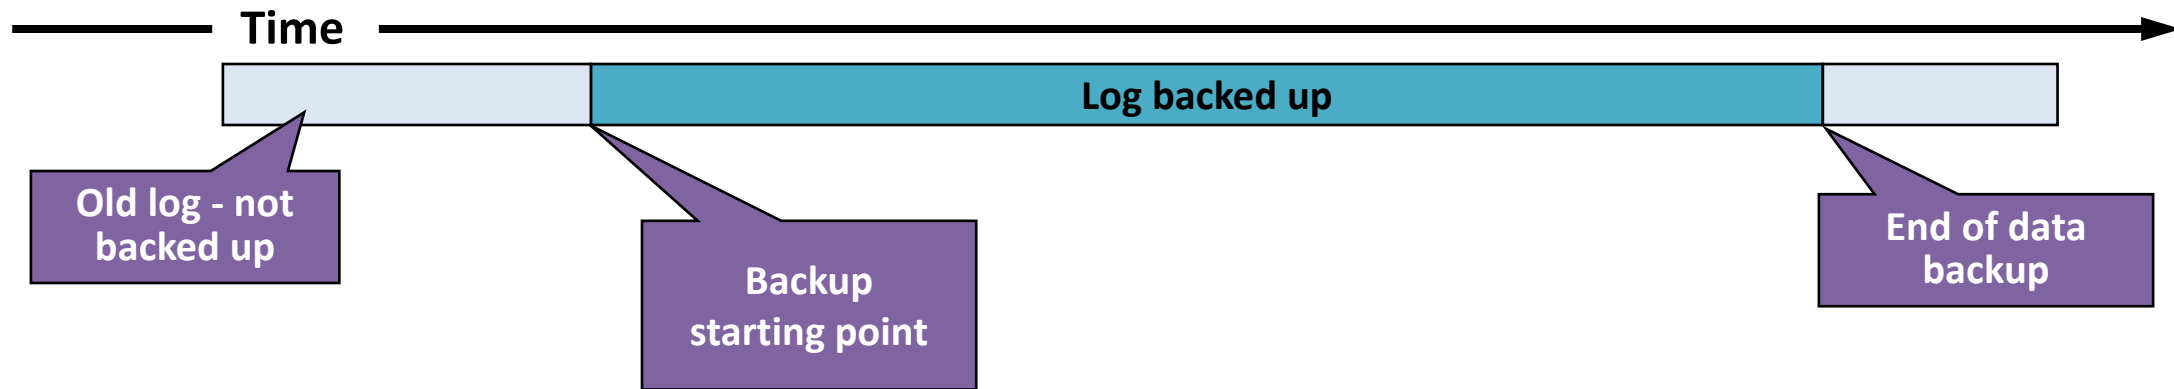 Time
Log backed up
Old log - not
backed up
Backup
starting point
End of data
backup